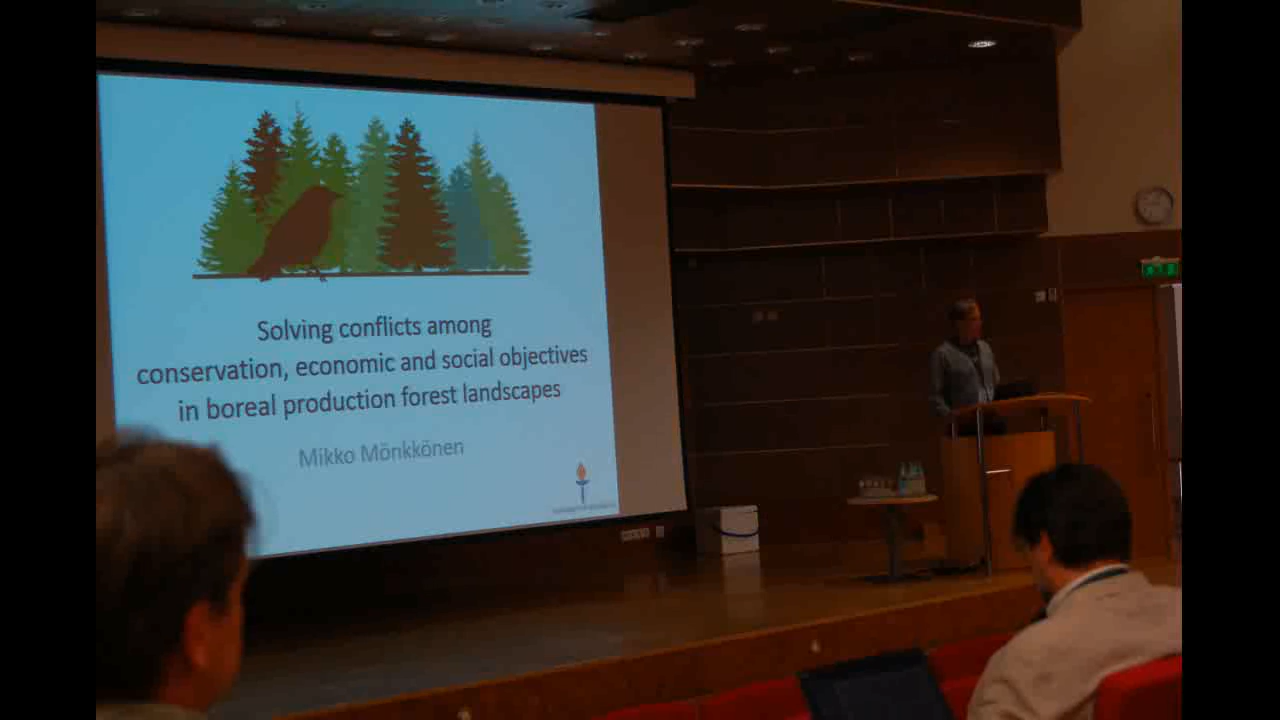 Solving conflicts among
conservation, economic and social objectives
in boreal production forest landscapes
Mikko Mönkkönen